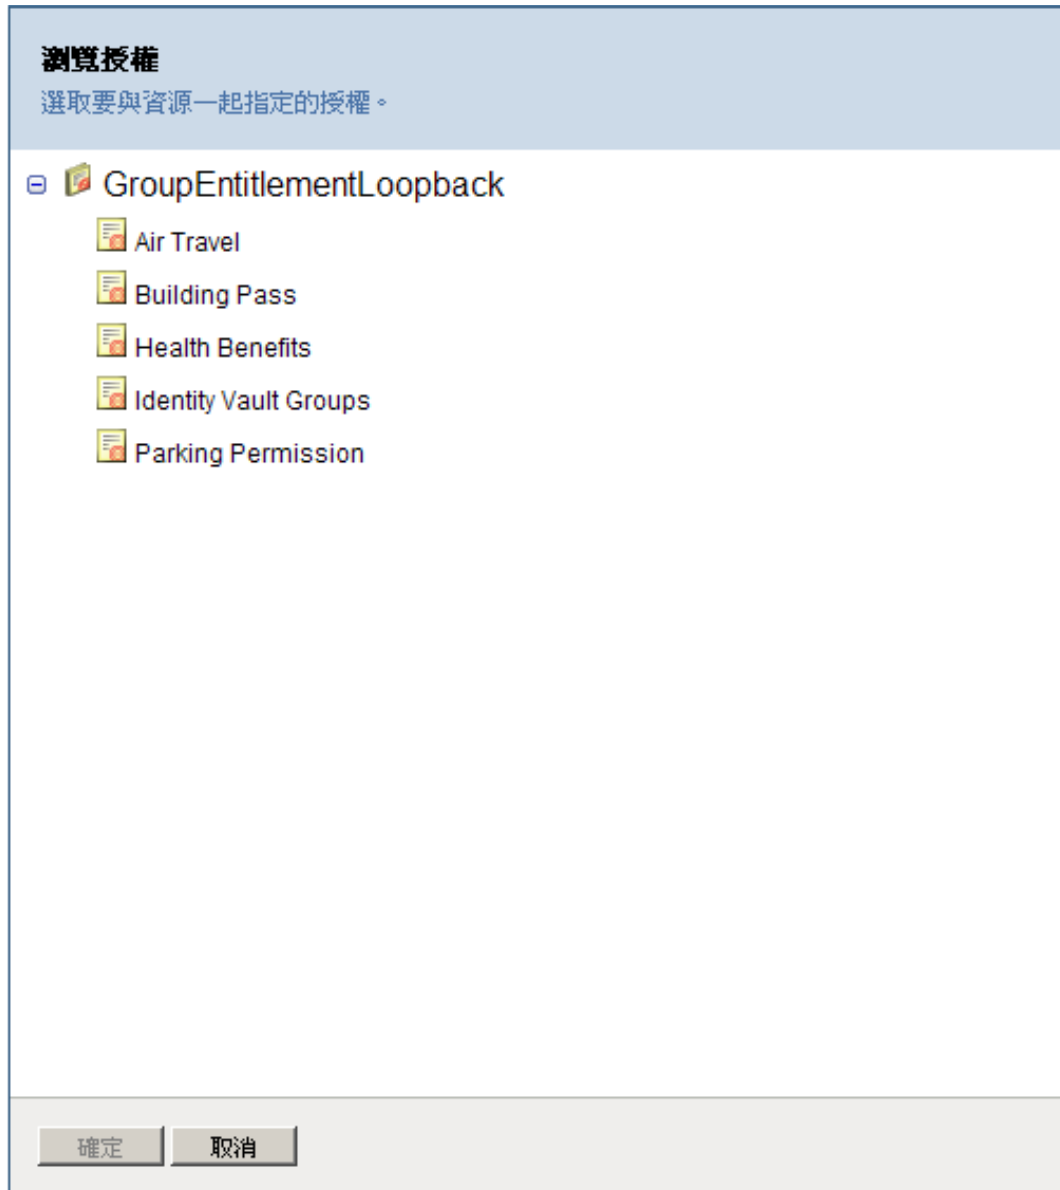 瀏覽授權
選取要與資源一起指定的授權。
GroupEntitlementLoopback
Air Travel
Building Pass
Health Benefits
Identity Vault Groups
Parking Permission
確定 取消